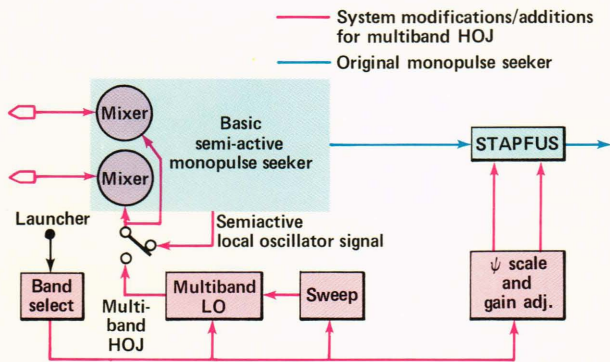 System modifications/additions
for multiband HOJ
Original monopulse seeker
Mixer
Basic
semi-active
monopulse seeker
Mixer
STAPFUS
Launcher
Semiactive
local oscillator signal
Band
select
Multi-
band
HOJ
Multiband
LO
Sweep
ψ scale
and
gain adj.